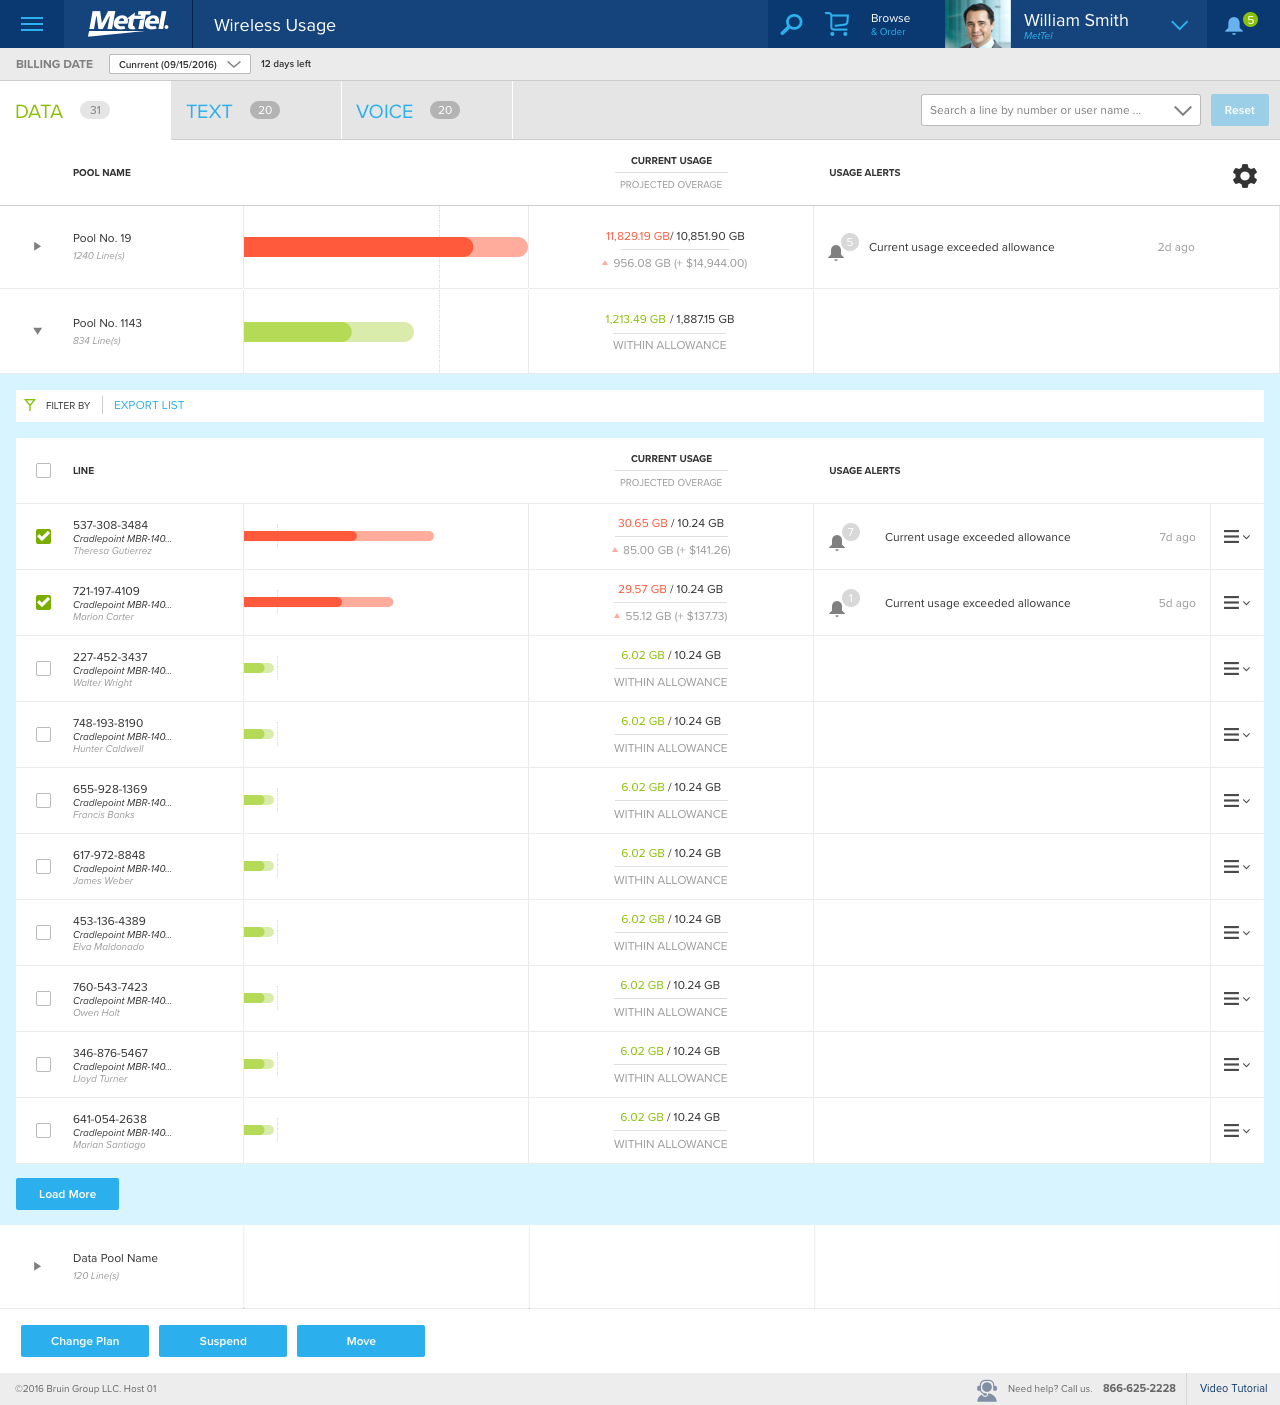 MetTel.
Wireless Usage
Browse
& Order
William Smith
MetTel
5
BILLING DATE
Cunrrent (09/15/2016)
12 days left
DATA 31
TEXT 20
VOICE 20
Search a line by number or user name ...
Reset
POOL NAME
CURRENT USAGE
PROJECTED OVERAGE
USAGE ALERTS
Pool No. 19
1240 Line(s)
11,829.19 GB/ 10,851.90 GB
956.08 GB (+ $14,944.00)
5
Current usage exceeded allowance
2d ago
Pool No. 1143
834 Line(s)
1,213.49 GB / 1,887.15 GB
WITHIN ALLOWANCE
FILTER BY
EXPORT LIST
LINE
CURRENT USAGE
PROJECTED OVERAGE
USAGE ALERTS
537-308-3484
Cradlepoint MBR-140...
Theresa Gutierrez
30.65 GB / 10.24 GB
85.00 GB (+ $141.26)
7
Current usage exceeded allowance
7d ago
721-197-4109
Cradlepoint MBR-140...
Marion Carter
29.57 GB / 10.24 GB
55.12 GB (+ $137.73)
1
Current usage exceeded allowance
5d ago
227-452-3437
Cradlepoint MBR-140...
Walter Wright
6.02 GB / 10.24 GB
WITHIN ALLOWANCE
748-193-8190
Cradlepoint MBR-140...
Hunter Caldwell
6.02 GB / 10.24 GB
WITHIN ALLOWANCE
655-928-1369
Cradlepoint MBR-140...
Francis Banks
6.02 GB / 10.24 GB
WITHIN ALLOWANCE
617-972-8848
Cradlepoint MBR-140...
James Weber
6.02 GB / 10.24 GB
WITHIN ALLOWANCE
453-136-4389
Cradlepoint MBR-140...
Elva Maldonado
6.02 GB / 10.24 GB
WITHIN ALLOWANCE
760-543-7423
Cradlepoint MBR-140...
Owen Holt
6.02 GB / 10.24 GB
WITHIN ALLOWANCE
346-876-5467
Cradlepoint MBR-140...
Lloyd Turner
6.02 GB / 10.24 GB
WITHIN ALLOWANCE
641-054-2638
Cradlepoint MBR-140...
Marian Santiago
6.02 GB / 10.24 GB
WITHIN ALLOWANCE
Load More
Data Pool Name
120 Line(s)
Change Plan
Suspend
Move
©2016 Bruin Group LLC. Host 01
Need help? Call us. 866-625-2228
Video Tutorial